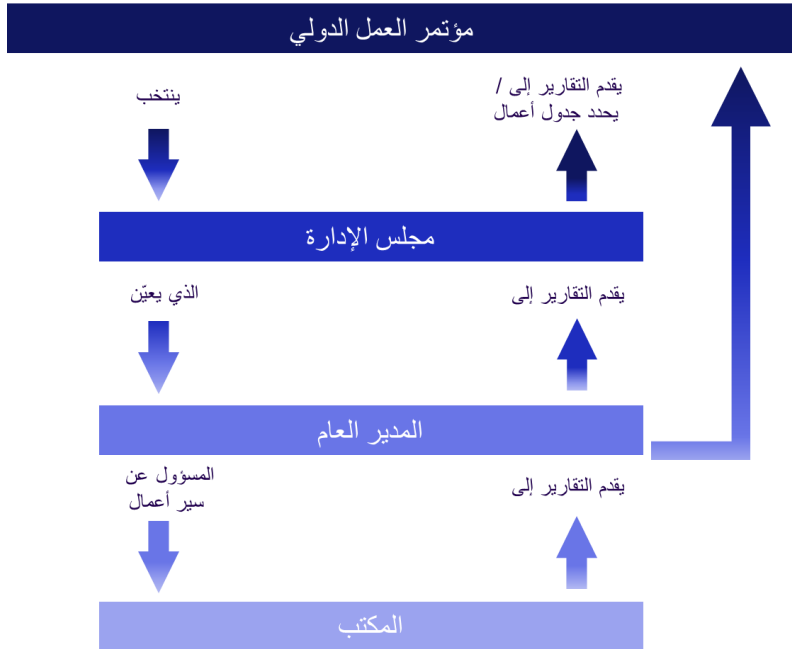 مؤتمر العمل الدولي
يقدم التقارير إلى /
يحدد جدول أعمال
ينتخب
مجلس الإدارة
يقدم التقارير إلى
الذي يعيّن
المدير العام
يقدم التقارير إلى
المسؤول عن
سير أعمال
المكتب